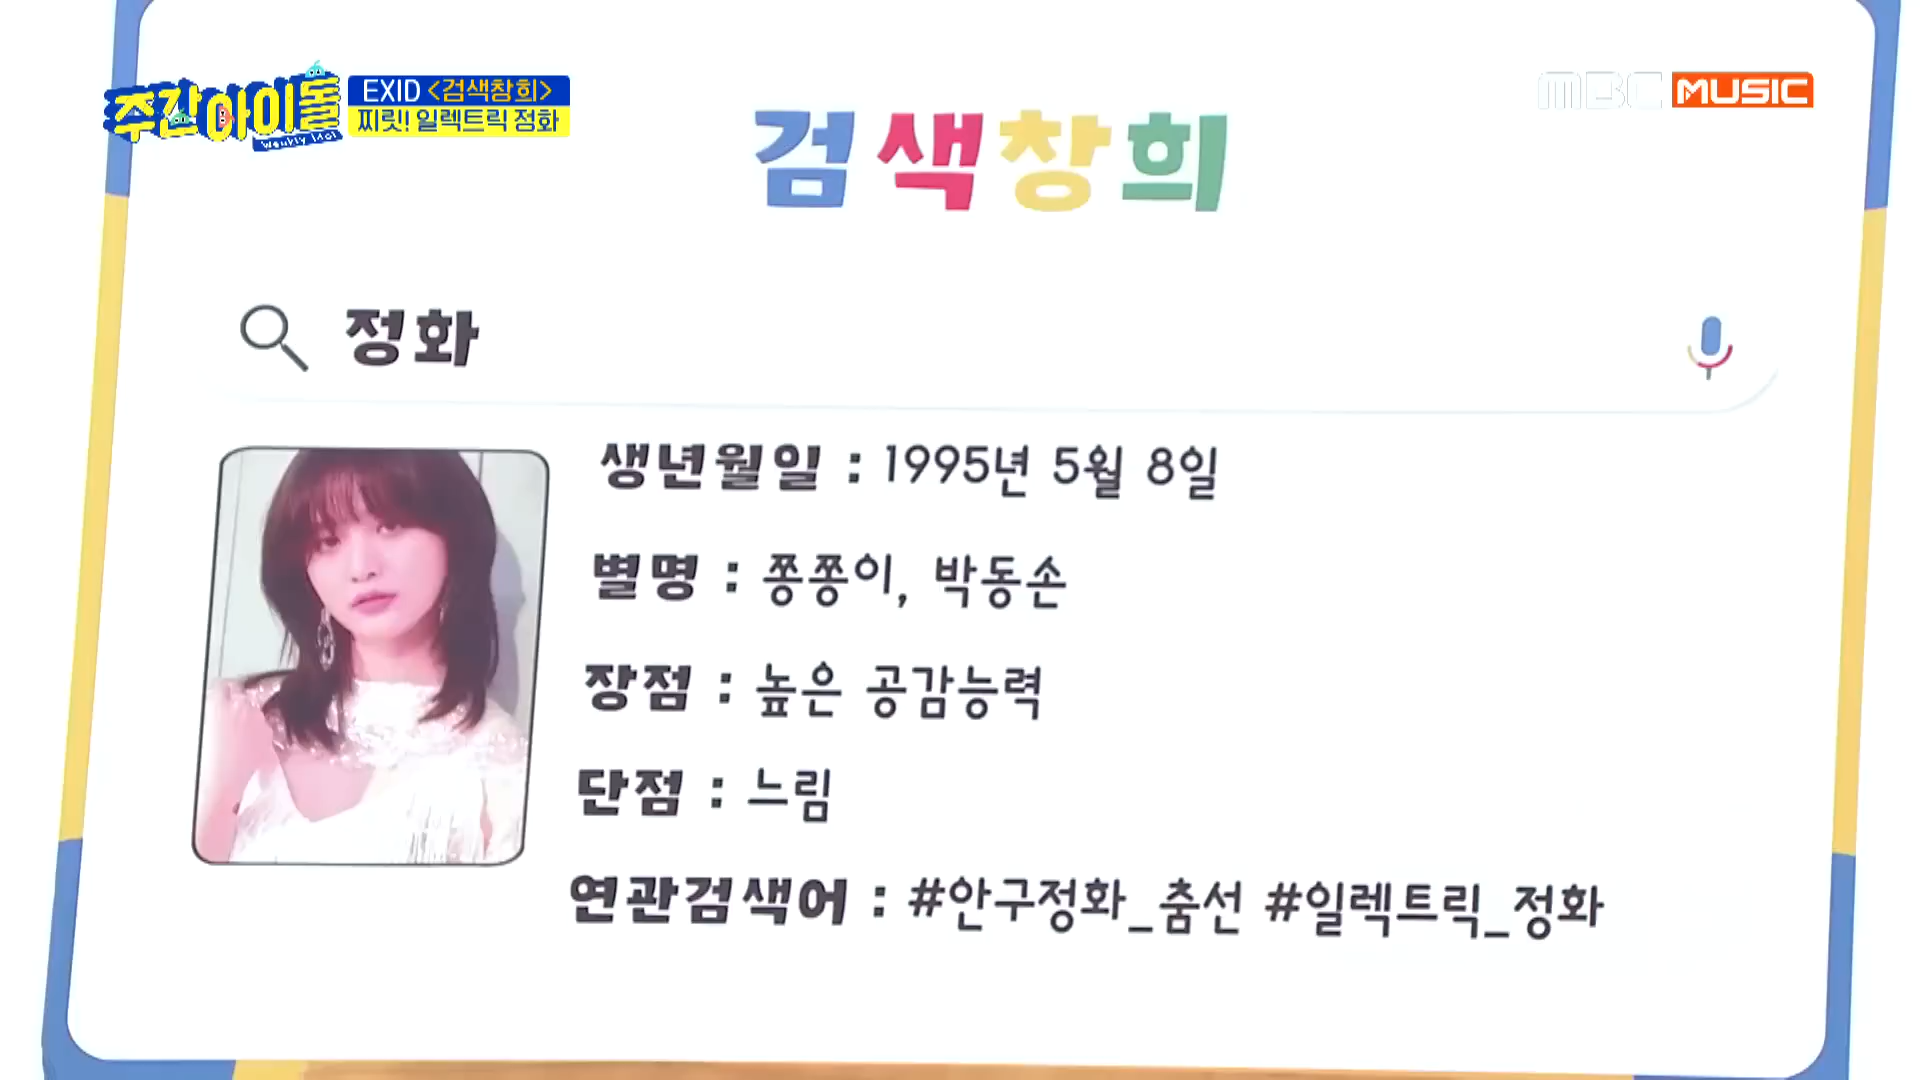 주간아이돌
Weekly Idol
EXID <검색창희>
찌릿! 일렉트릭 정화
MBC MUSIC
검색창희
정화
생년월일 : 1995년 5월 8일
별명 : 쫑쫑이, 박동손
장점 : 높은 공감능력
단점 : 느림
연관검색어 : #안구정화_춤선 #일렉트릭_정화